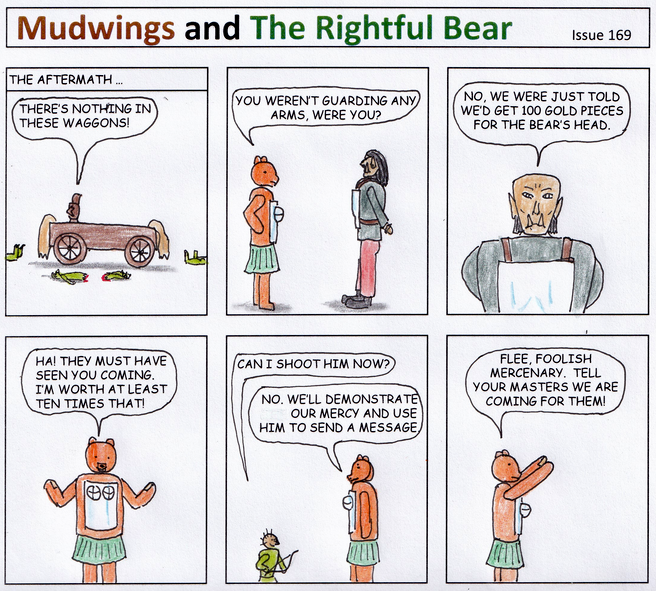 Mudwings and The Rightful Bear
Issue 169
THE AFTERMATH ...
THERE'S NOTHING IN
THESE WAGGONS!
YOU WEREN'T GUARDING ANY
ARMS, WERE YOU?
NO, WE WERE JUST TOLD
WE'D GET 100 GOLD PIECES
FOR THE BEAR'S HEAD.
HA! THEY MUST HAVE
SEEN YOU COMING.
I'M WORTH AT LEAST
TEN TIMES THAT!
CAN I SHOOT HIM NOW?
NO. WE'LL DEMONSTRATE
OUR MERCY AND USE
HIM TO SEND A MESSAGE
FLEE, FOOLISH
MERCENARY. TELL
YOUR MASTERS WE ARE
COMING FOR THEM!